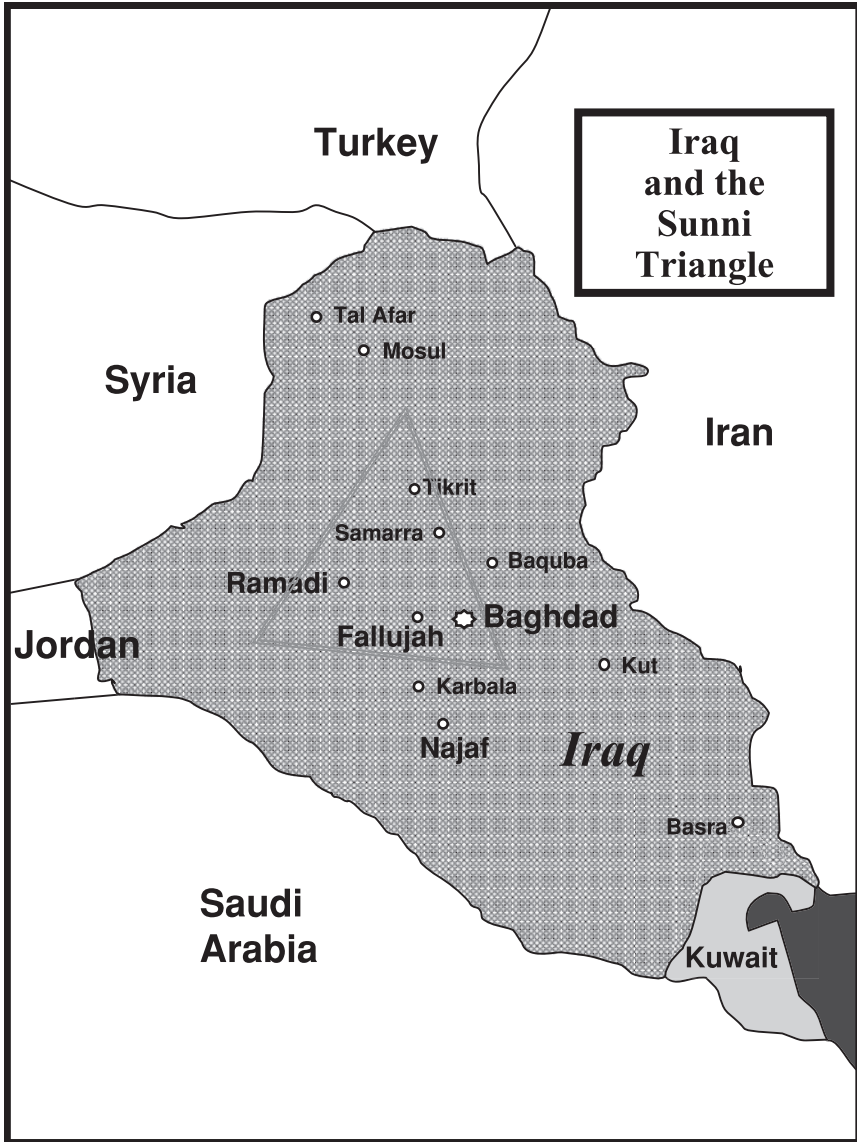 Turkey
Iraq
and the
Sunni
Triangle
Tal Afar
Mosul
Syria
Iran
Tikrit
Samarra
Baquba
Ramadi
Baghdad
Fallujah
Jordan
Kut
Karbala
Najaf
Iraq
Basra
Saudi
Arabia
Kuwait